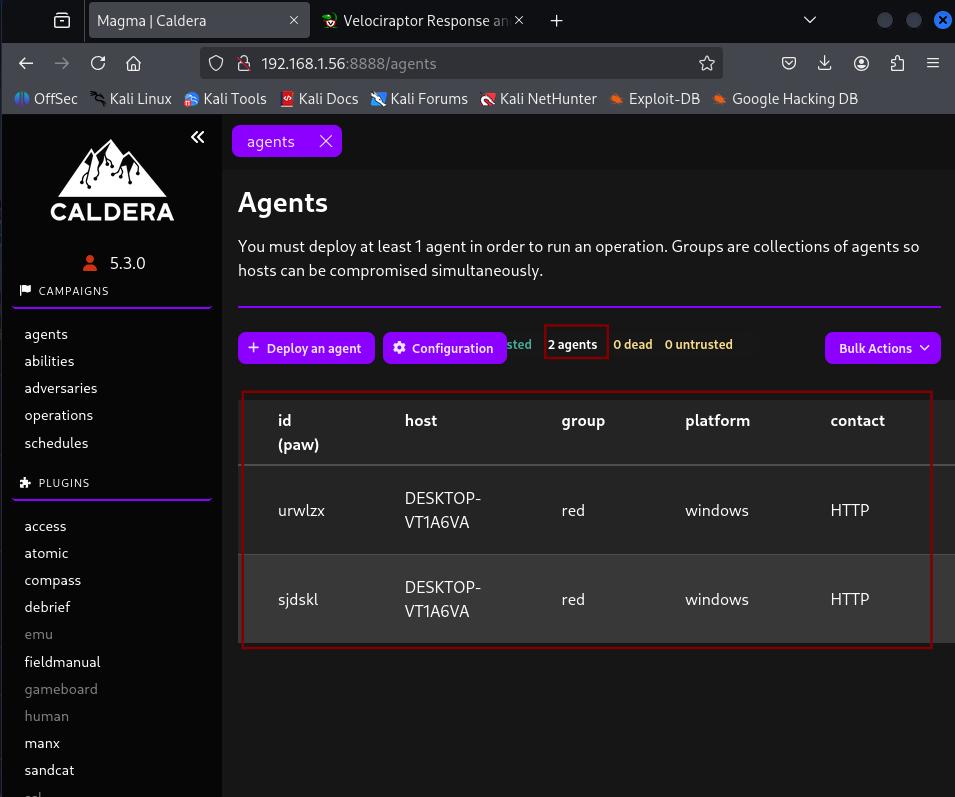 Magma | Caldera
Velociraptor Response an
192.168.1.56:8888/agents
OffSec Kali Linux Kali Tools Kali Docs Kali Forums Kali NetHunter Exploit-DB Google Hacking DB
CALDERA
5.3.0
CAMPAIGNS
agents
abilities
adversaries
operations
schedules
PLUGINS
access
atomic
compass
debrief
emu
fieldmanual
gameboard
human
manx
sandcat
agents
Agents
You must deploy at least 1 agent in order to run an operation. Groups are collections of agents so
hosts can be compromised simultaneously.
+ Deploy an agent Configuration sted 2 agents 0 dead 0 untrusted Bulk Actions
id host group platform contact
(paw)
urwlzx DESKTOP- red windows HTTP
VT1A6VA
sjdskl DESKTOP- red windows HTTP
VT1A6VA